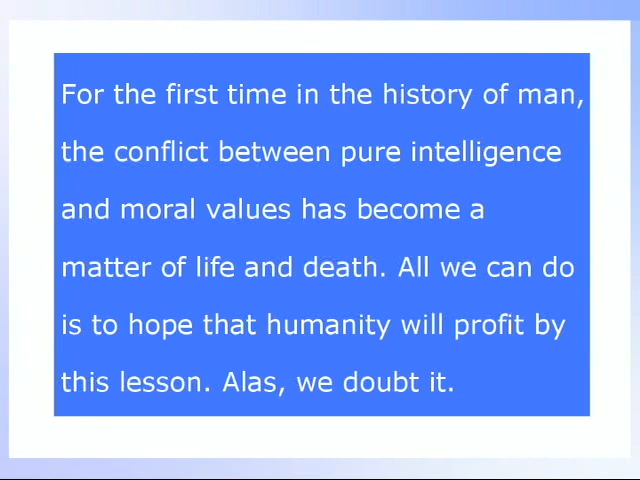 For the first time in the history of man,
the conflict between pure intelligence
and moral values has become a
matter of life and death. All we can do
is to hope that humanity will profit by
this lesson. Alas, we doubt it.